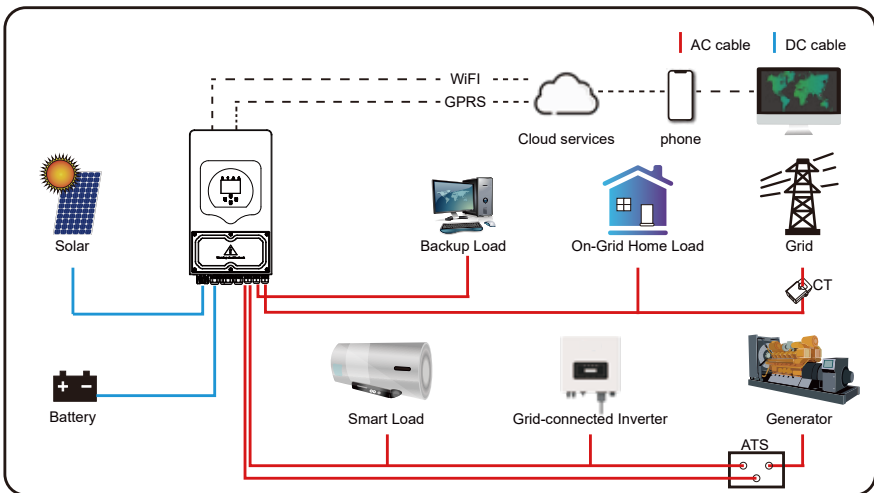 AC cable
DC cable
WiFI
GPRS
Cloud services
phone
Solar
Backup Load
On-Grid Home Load
Grid
CT
Battery
Smart Load
Grid-connected Inverter
Generator
ATS